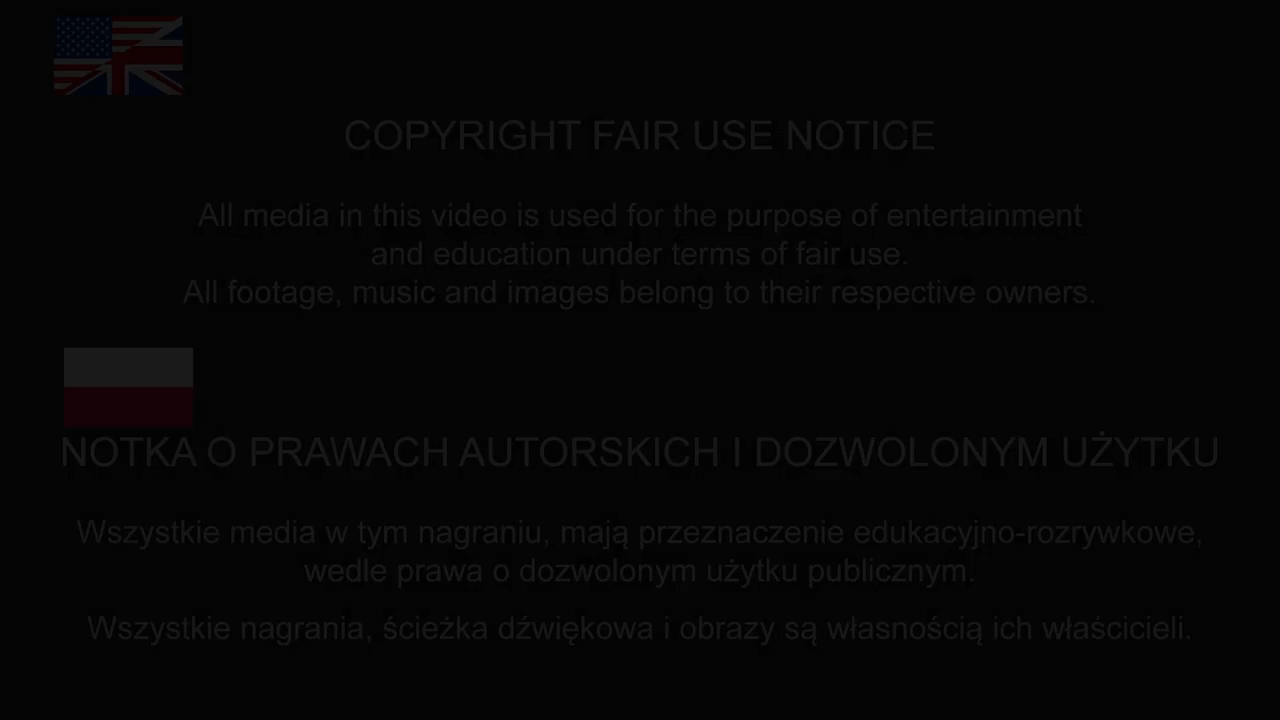 COPYRIGHT FAIR USE NOTICE
All media in this video is used for the purpose of entertainment
and education under terms of fair use.
All footage, music and images belong to their respective owners.
NOTKA O PRAWACH AUTORSKICH I DOZWOLONYM UŻYTKU
Wszystkie media w tym nagraniu, mają przeznaczenie edukacyjno-rozrywkowe,
wedle prawa o dozwolonym użytku publicznym.
Wszystkie nagrania, ścieżka dźwiękowa i obrazy są własnością ich właścicieli.